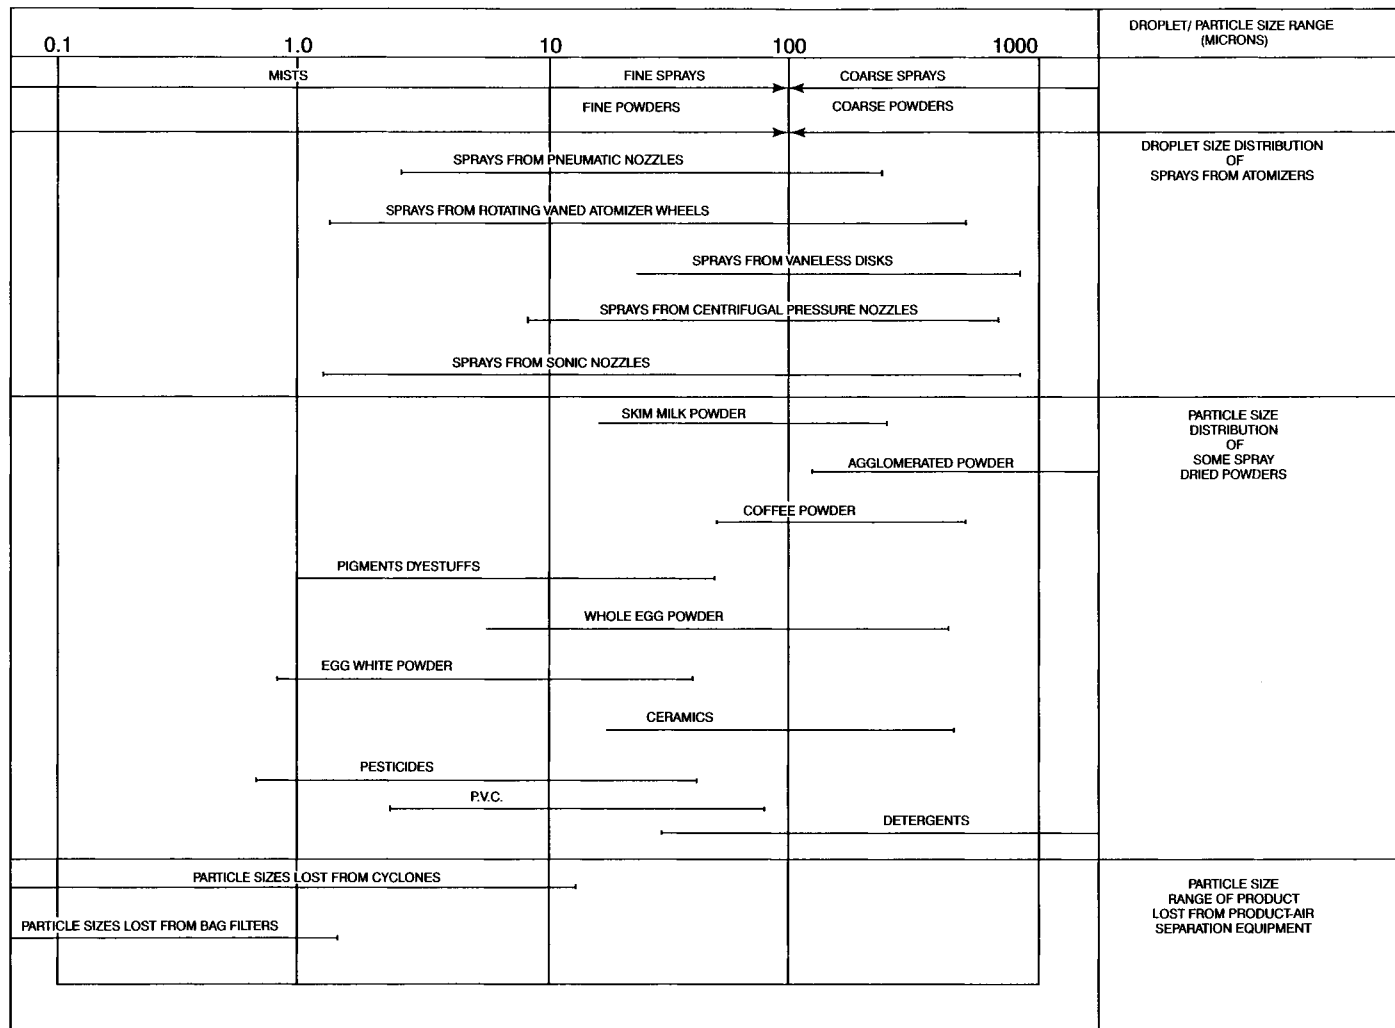 0.1 1.0 10 100 1000
DROPLET/ PARTICLE SIZE RANGE
(MICRONS)
MISTS FINE SPRAYS COARSE SPRAYS
FINE POWDERS COARSE POWDERS
DROPLET SIZE DISTRIBUTION
OF
SPRAYS FROM ATOMIZERS
SPRAYS FROM PNEUMATIC NOZZLES
SPRAYS FROM ROTATING VANED ATOMIZER WHEELS
SPRAYS FROM VANELESS DISKS
SPRAYS FROM CENTRIFUGAL PRESSURE NOZZLES
SPRAYS FROM SONIC NOZZLES
PARTICLE SIZE
DISTRIBUTION
OF
SOME SPRAY
DRIED POWDERS
SKIM MILK POWDER
AGGLOMERATED POWDER
COFFEE POWDER
PIGMENTS DYESTUFFS
WHOLE EGG POWDER
EGG WHITE POWDER
CERAMICS
PESTICIDES
P.V.C.
DETERGENTS
PARTICLE SIZES LOST FROM CYCLONES
PARTICLE SIZES LOST FROM BAG FILTERS
PARTICLE SIZE
RANGE OF PRODUCT
LOST FROM PRODUCT-AIR
SEPARATION EQUIPMENT